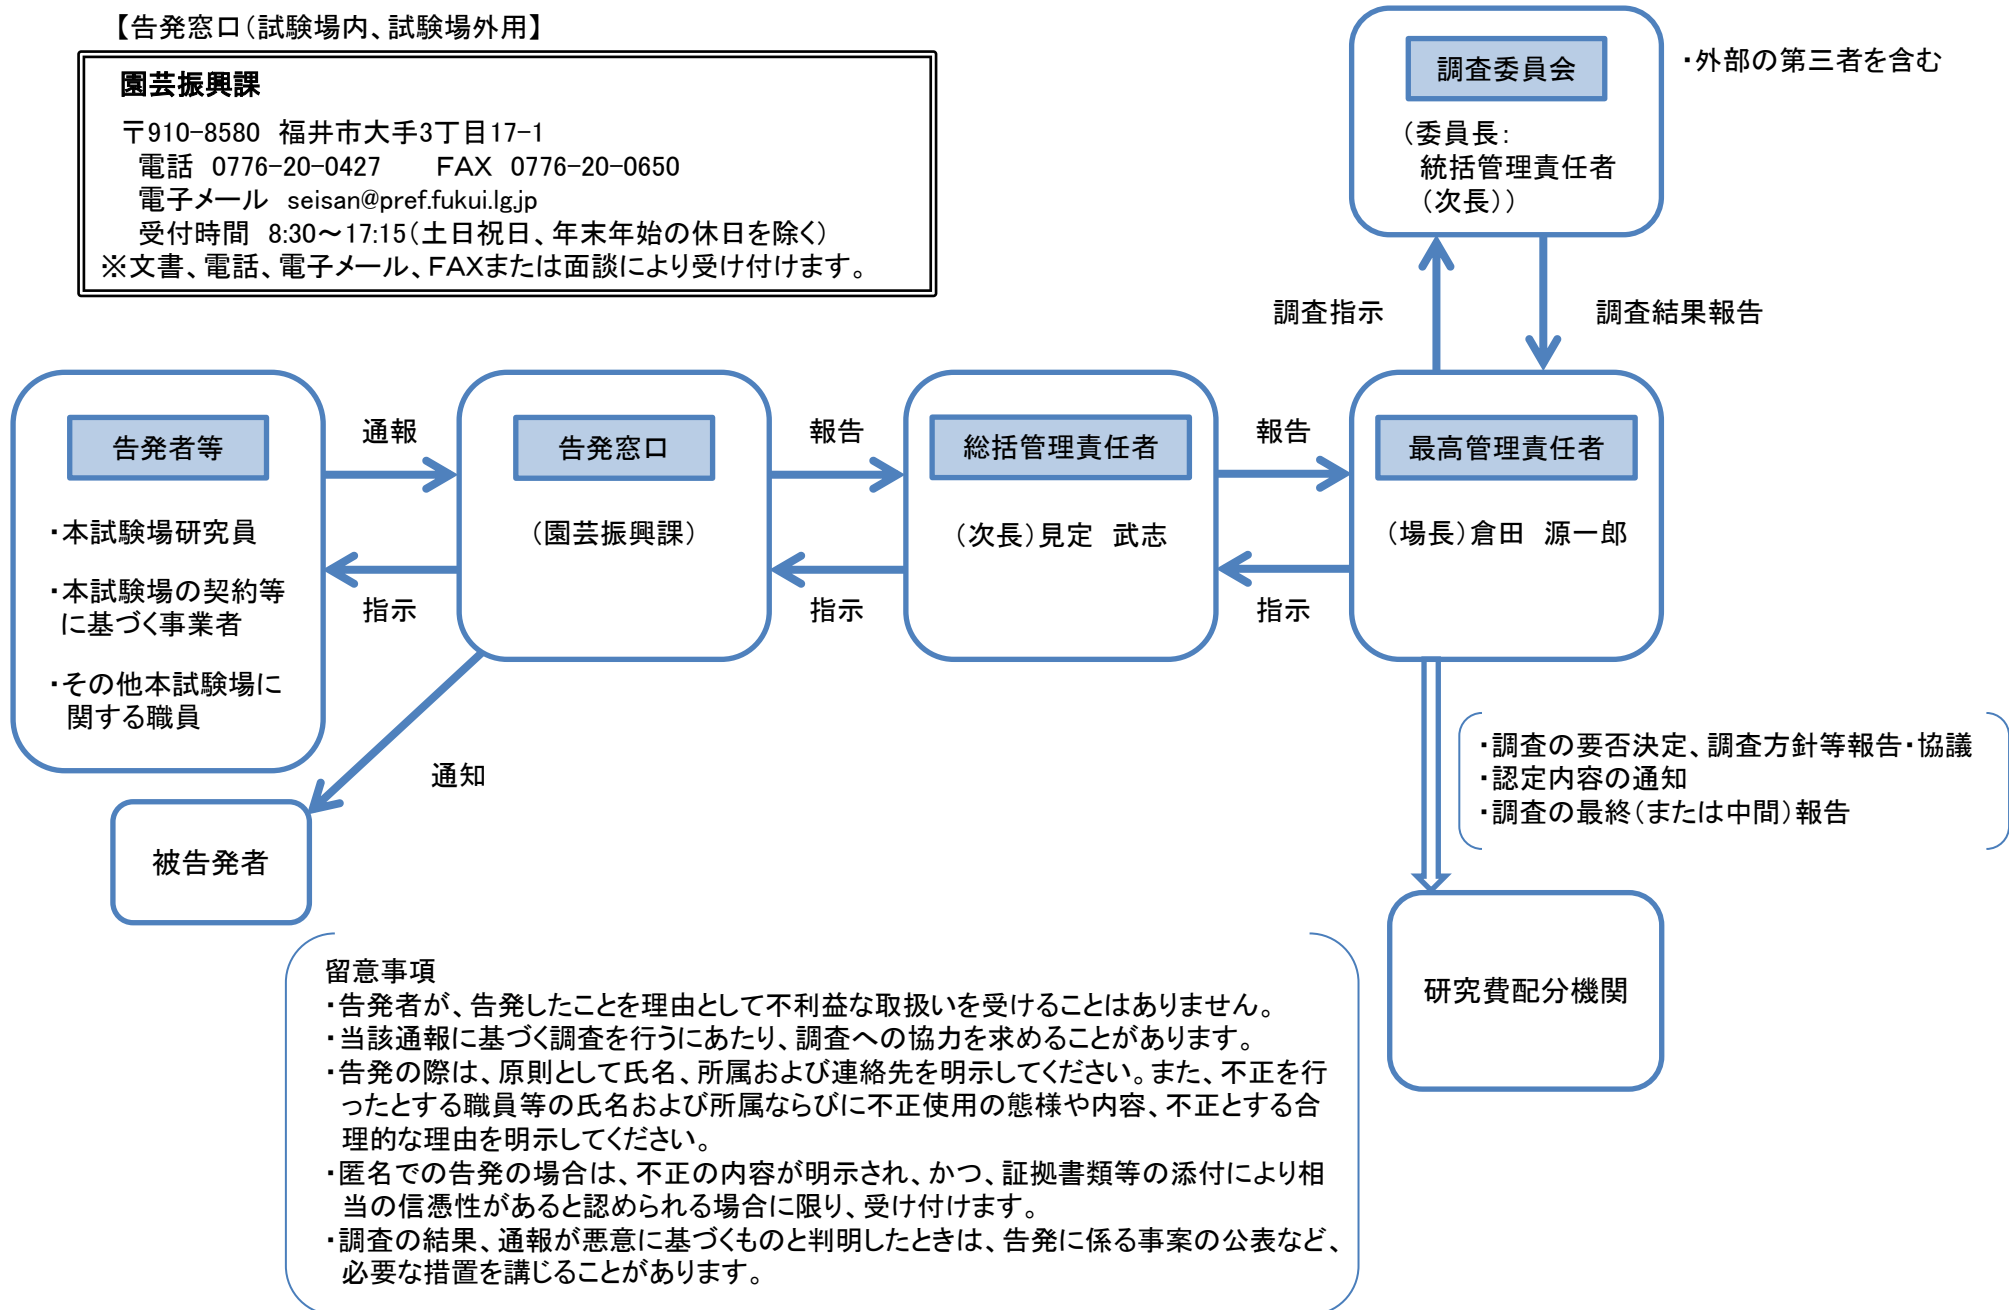 【告発窓口（試験場内、試験場外用】
園芸振興課
〒910-8580 福井市大手3丁目17-1
電話 0776-20-0427 FAX 0776-20-0650
電子メール seisan@pref.fukui.lg.jp
受付時間 8:30～17:15（土日祝日、年末年始の休日を除く）
※文書、電話、電子メール、FAXまたは面談により受け付けます。
調査委員会
（委員長：
統括管理責任者
（次長））
・外部の第三者を含む
調査指示
調査結果報告
告発者等
・本試験場研究員
・本試験場の契約等
に基づく事業者
・その他本試験場に
関する職員
通報
指示
告発窓口
（園芸振興課）
報告
指示
総括管理責任者
（次長）見定 武志
報告
指示
最高管理責任者
（場長）倉田 源一郎
通知
被告発者
・調査の要否決定、調査方針等報告・協議
・認定内容の通知
・調査の最終（または中間）報告
研究費配分機関
留意事項
・告発者が、告発したことを理由として不利益な取扱いを受けることはありません。
・当該通報に基づく調査を行うにあたり、調査への協力を求めることがあります。
・告発の際は、原則として氏名、所属および連絡先を明示してください。また、不正を行
ったとする職員等の氏名および所属ならびに不正使用の態様や内容、不正とする合
理的な理由を明示してください。
・匿名での告発の場合は、不正の内容が明示され、かつ、証拠書類等の添付により相
当の信憑性があると認められる場合に限り、受け付けます。
・調査の結果、通報が悪意に基づくものと判明したときは、告発に係る事案の公表など、
必要な措置を講じることがあります。